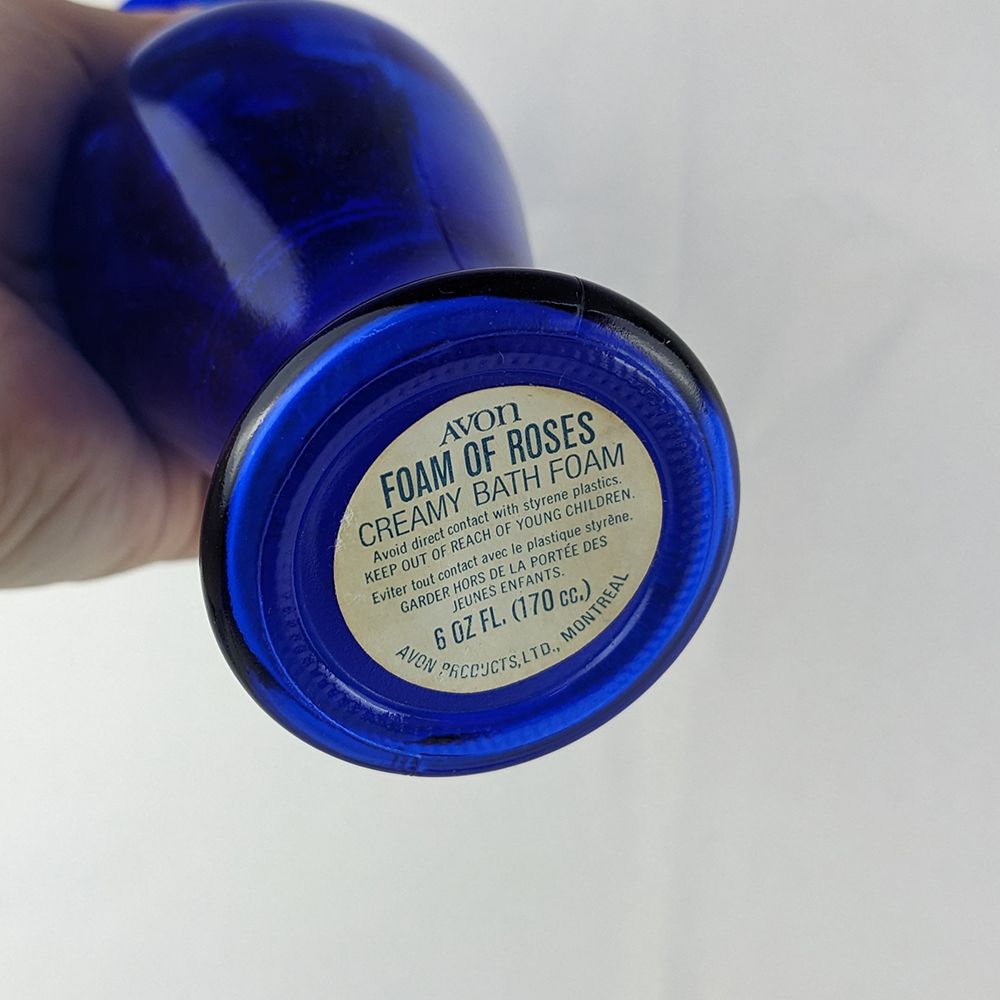 AVON
FOAM OF ROSES
CREAMY BATH FOAM
Avoid direct contact with styrene plastics.
KEEP OUT OF REACH OF YOUNG CHILDREN.
Eviter tout contact avec le plastique styrène.
GARDER HORS DE LA PORTÉE DES
JEUNES ENFANTS.
6 OZ FL. (170 cc.)
AVON PRODUCTS, LTD., MONTREAL